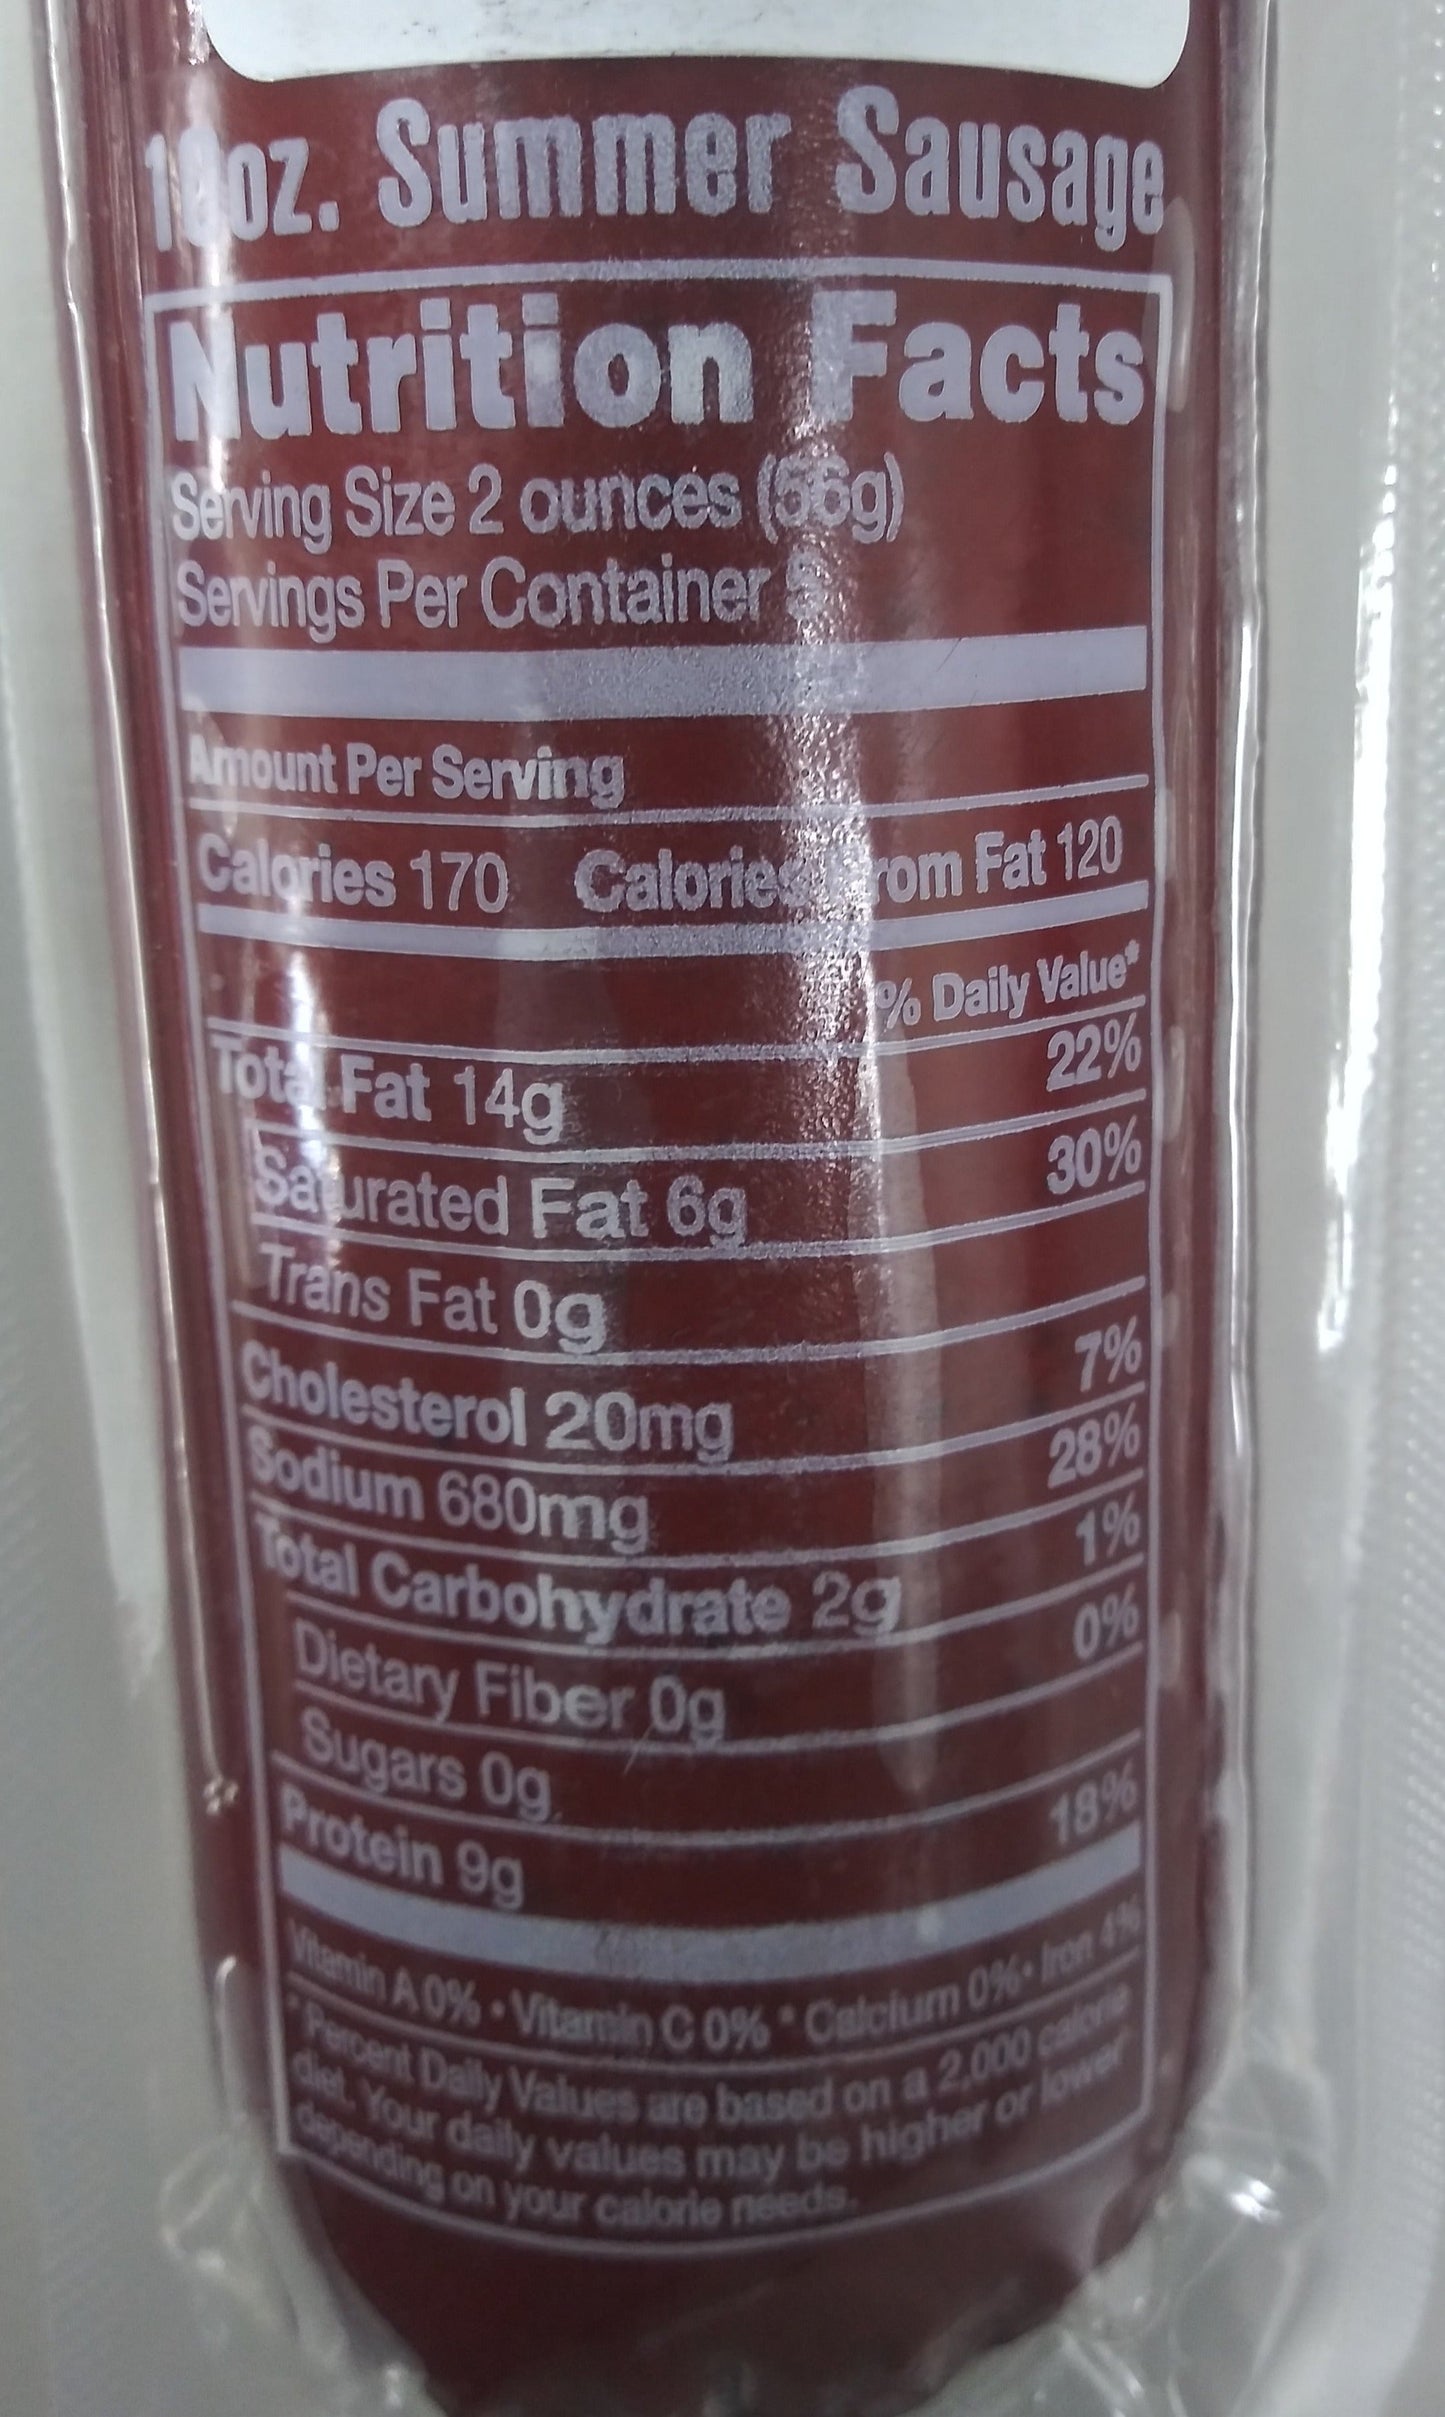 10oz. Summer Sausage
Nutrition Facts
Serving Size 2 ounces (56g)
Servings Per Container
Amount Per Serving
Calories 170 Calories From Fat 120
% Daily Value*
Total Fat 14g 22%
Saturated Fat 6g 30%
Trans Fat 0g
Cholesterol 20mg 7%
Sodium 680mg 28%
Total Carbohydrate 2g 1%
Dietary Fiber 0g 0%
Sugars 0g
Protein 9g 18%
Vitamin A 0% • Vitamin C 0% * Calcium 0% • Iron 4%
*Percent Daily Values are based on a 2,000 calorie
diet. Your daily values may be higher or lower
depending on your calorie needs.